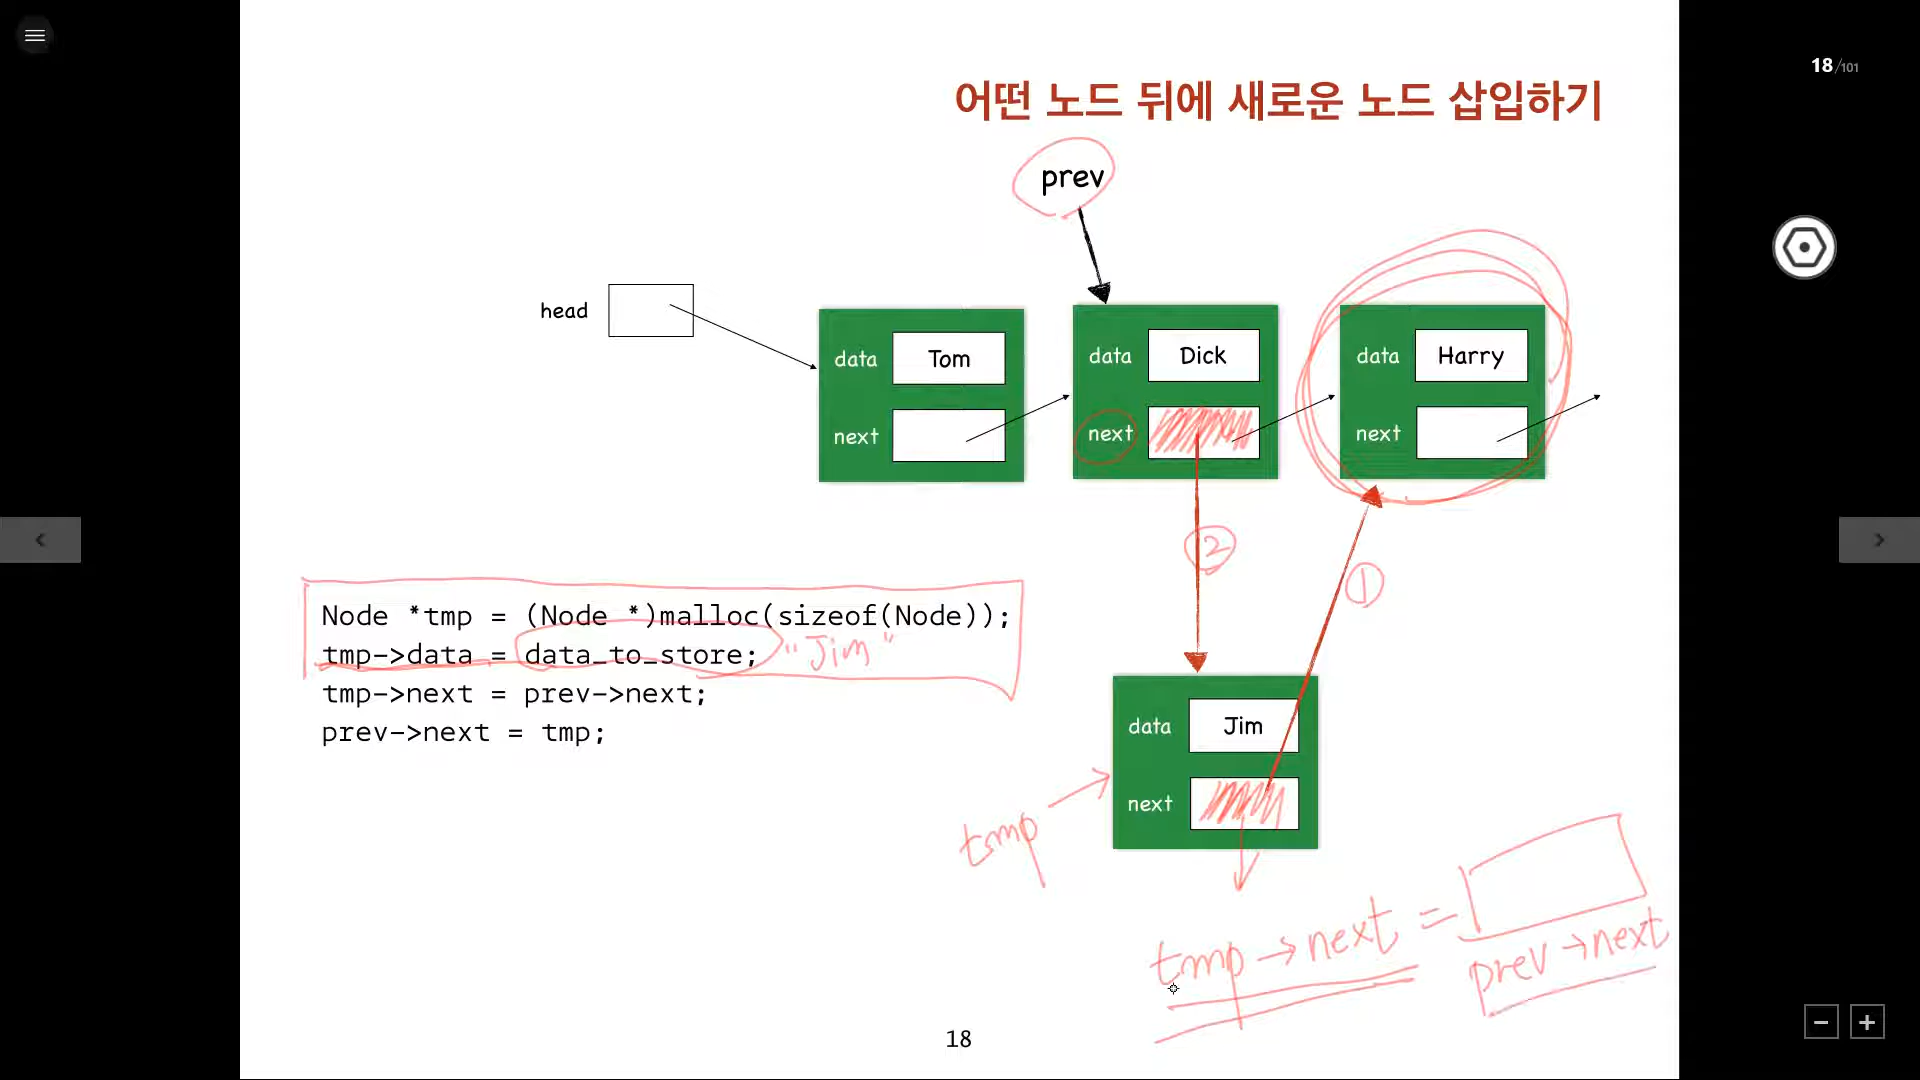 18/101
어떤 노드 뒤에 새로운 노드 삽입하기
prev
head
data Tom
next
data Dick
next
data Harry
next
②
①
Node *tmp = (Node *)malloc(sizeof(Node));
tmp->data = data_to_store; "Jim"
tmp->next = prev->next;
prev->next = tmp;
data Jim
next
tmp
tmp → next =
prev → next
18